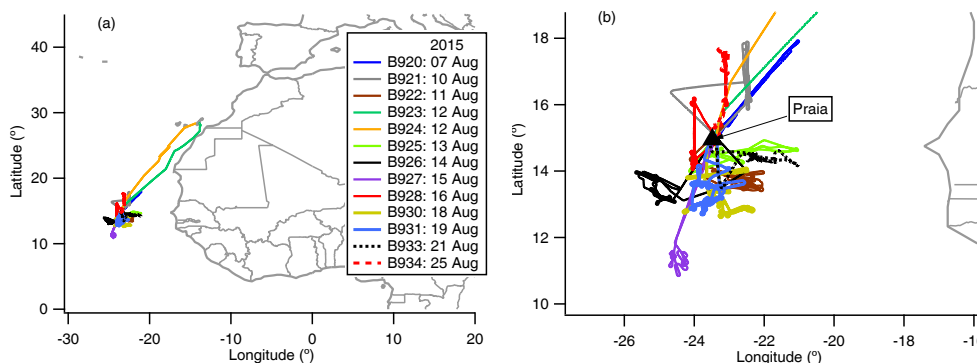 (a)
Latitude (º)
40
30
20
10
0
-30
-20
-10
0
10
20
Longitude (º)
2015
B920: 07 Aug
B921: 10 Aug
B922: 11 Aug
B923: 12 Aug
B924: 12 Aug
B925: 13 Aug
B926: 14 Aug
B927: 15 Aug
B928: 16 Aug
B930: 18 Aug
B931: 19 Aug
B933: 21 Aug
B934: 25 Aug
(b)
Latitude (º)
18
16
14
12
10
Praia
-26
-24
-22
-20
-18
-16
Longitude (º)